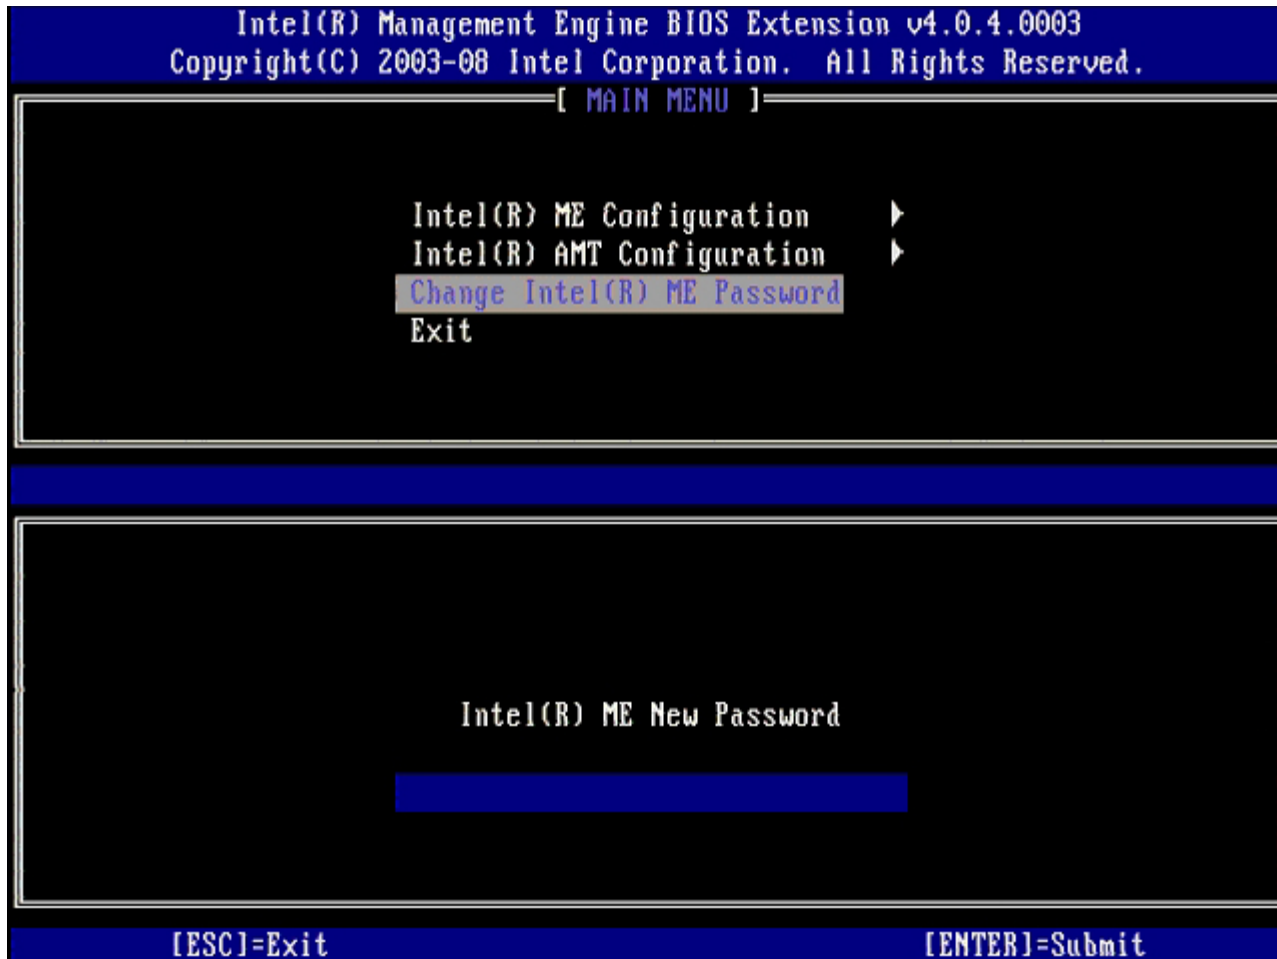 Intel(R) Management Engine BIOS Extension v4.0.4.0003
Copyright(C) 2003-08 Intel Corporation. All Rights Reserved.
[ MAIN MENU ]
Intel(R) ME Configuration
Intel(R) AMT Configuration
Change Intel(R) ME Password
Exit
Intel(R) ME New Password
[ESC]=Exit [ENTER]=Submit